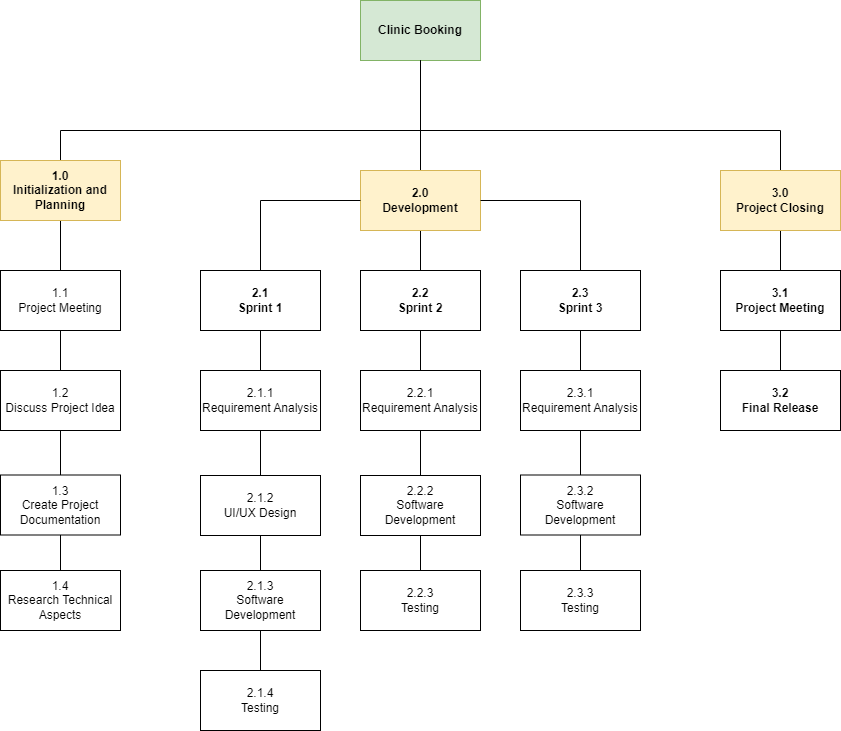 Clinic Booking
1.0
Initialization and
Planning
1.1
Project Meeting
1.2
Discuss Project Idea
1.3
Create Project
Documentation
1.4
Research Technical
Aspects
2.0
Development
2.1
Sprint 1
2.1.1
Requirement Analysis
2.1.2
UI/UX Design
2.1.3
Software
Development
2.1.4
Testing
2.2
Sprint 2
2.2.1
Requirement Analysis
2.2.2
Software
Development
2.2.3
Testing
2.3
Sprint 3
2.3.1
Requirement Analysis
2.3.2
Software
Development
2.3.3
Testing
3.0
Project Closing
3.1
Project Meeting
3.2
Final Release